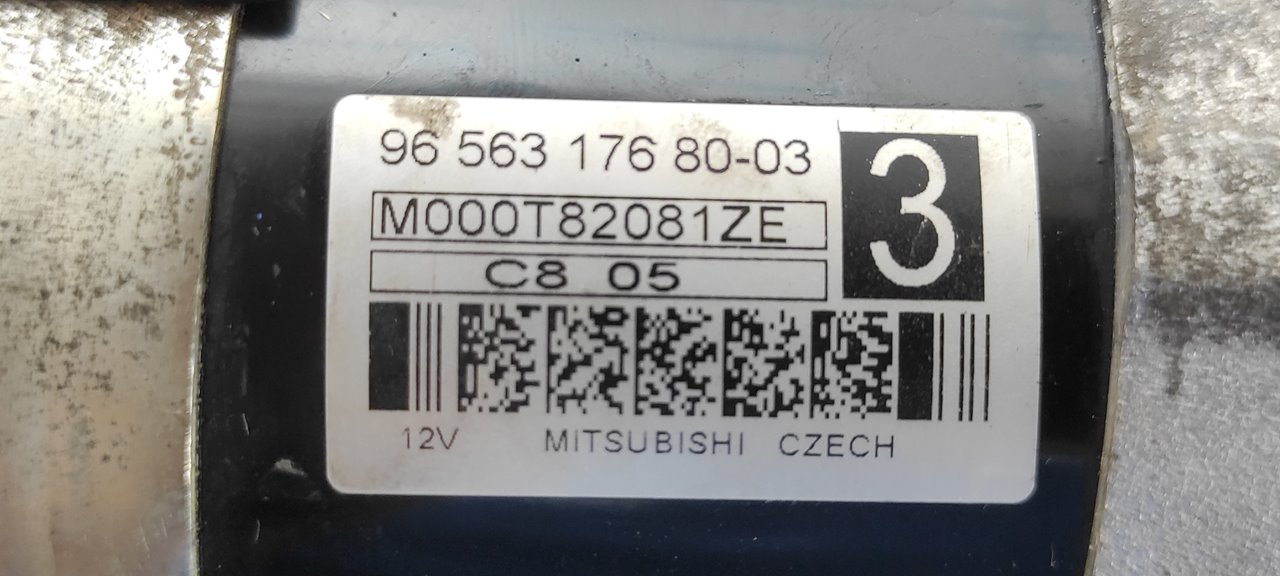 96 563 176 80-03
3
M000T82081ZE
C8 05
12V MITSUBISHI CZECH